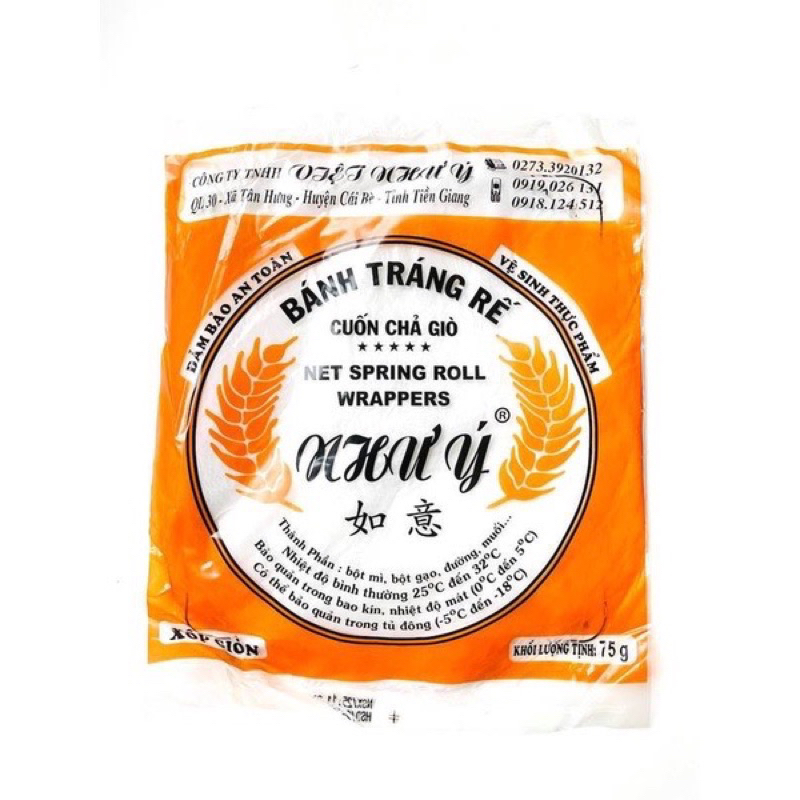 CÔNG TY TNHH VIỆT NHƯ Ý
QL 30 - Xã Tân Hưng - Huyện Cái Bè - Tỉnh Tiền Giang
0273.3920132
0919.026 131
0918.124 512
ĐẢM BẢO AN TOÀN
VỆ SINH THỰC PHẨM
BÁNH TRÁNG RẾ
CUỐN CHẢ GIÒ
★★★★★
NET SPRING ROLL
WRAPPERS
NHƯ Ý ®
如意
Thành Phần : bột mì, bột gạo, đường, muối...
Nhiệt độ bình thường 25°C đến 32°C
Bảo quản trong bao kín, nhiệt độ mát (0°C đến 5°C)
Có thể bảo quản trong tủ đông (-5°C đến -18°C)
XỐP GIÒN
KHỐI LƯỢNG TỊNH: 75 g